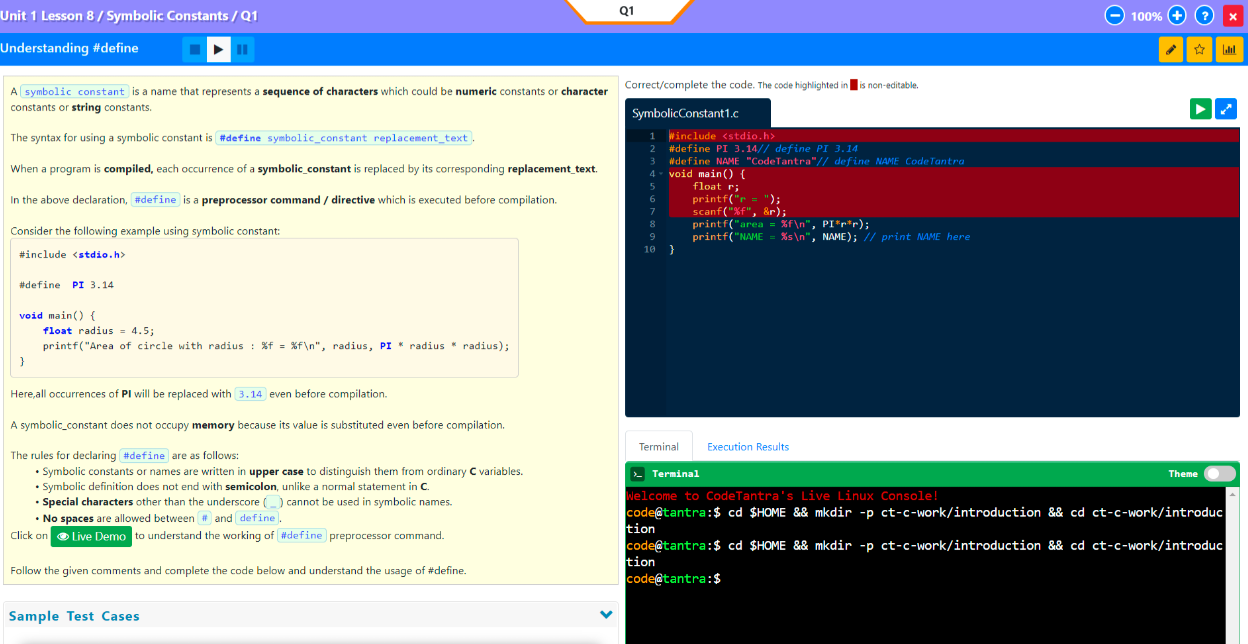 Unit 1 Lesson 8 / Symbolic Constants / Q1
Q1
100%
Understanding #define
A symbolic constant is a name that represents a sequence of characters which could be numeric constants or character
constants or string constants.
The syntax for using a symbolic constant is #define symbolic_constant replacement_text.
When a program is compiled, each occurrence of a symbolic_constant is replaced by its corresponding replacement_text.
In the above declaration, #define is a preprocessor command / directive which is executed before compilation.
Consider the following example using symbolic constant:
#include <stdio.h>
#define  PI 3.14
void main() {
    float radius = 4.5;
    printf("Area of circle with radius : %f = %f\n", radius, PI * radius * radius);
}
Here,all occurrences of PI will be replaced with 3.14 even before compilation.
A symbolic_constant does not occupy memory because its value is substituted even before compilation.
The rules for declaring #define are as follows:
• Symbolic constants or names are written in upper case to distinguish them from ordinary C variables.
• Symbolic definition does not end with semicolon, unlike a normal statement in C.
• Special characters other than the underscore ( _ ) cannot be used in symbolic names.
• No spaces are allowed between # and define.
Click on Live Demo to understand the working of #define preprocessor command.
Follow the given comments and complete the code below and understand the usage of #define.
Sample Test Cases
Correct/complete the code. The code highlighted in is non-editable.
SymbolicConstant1.c
1 #include <stdio.h>
2 #define PI 3.14// define PI 3.14
3 #define NAME "CodeTantra"// define NAME CodeTantra
4 void main() {
5     float r;
6     printf("r = ");
7     scanf("%f", &r);
8     printf("area = %f\n", PI*r*r);
9     printf("NAME = %s\n", NAME); // print NAME here
10 }
Terminal
Execution Results
Terminal
Theme
Welcome to CodeTantra's Live Linux Console!
code@tantra:$ cd $HOME && mkdir -p ct-c-work/introduction && cd ct-c-work/introduc
tion
code@tantra:$ cd $HOME && mkdir -p ct-c-work/introduction && cd ct-c-work/introduc
tion
code@tantra:$